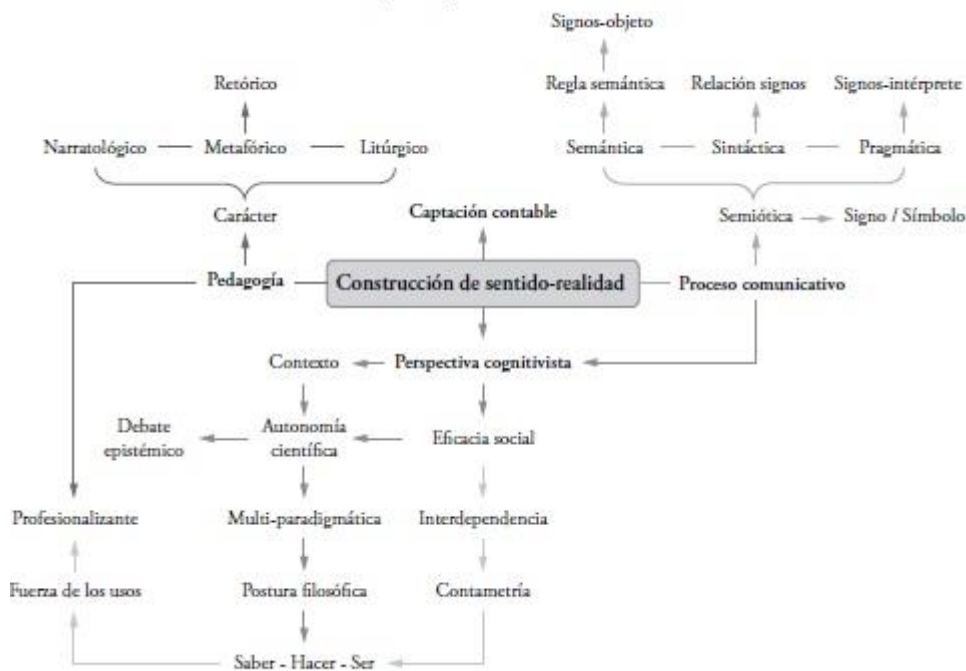 Signos-objeto
Retórico
Regla semántica
Relación signos
Signos-intérprete
Narratológico
Metafórico
Litúrgico
Semántica
Sintáctica
Pragmática
Carácter
Captación contable
Semiótica
Signo / Símbolo
Pedagogía
Construcción de sentido-realidad
Proceso comunicativo
Contexto
Perspectiva cognitivista
Debate
epistémico
Autonomía
científica
Eficacia social
Profesionalizante
Multi-paradigmática
Interdependencia
Fuerza de los usos
Postura filosófica
Contametría
Saber - Hacer - Ser